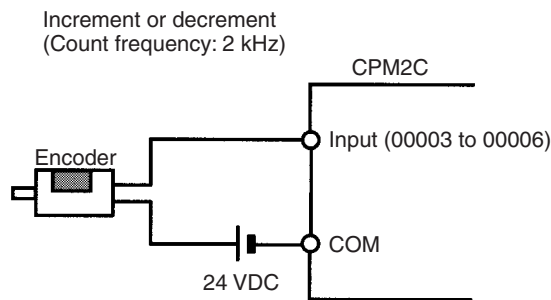 Increment or decrement
(Count frequency: 2 kHz)
CPM2C
Input (00003 to 00006)
Encoder
COM
24 VDC